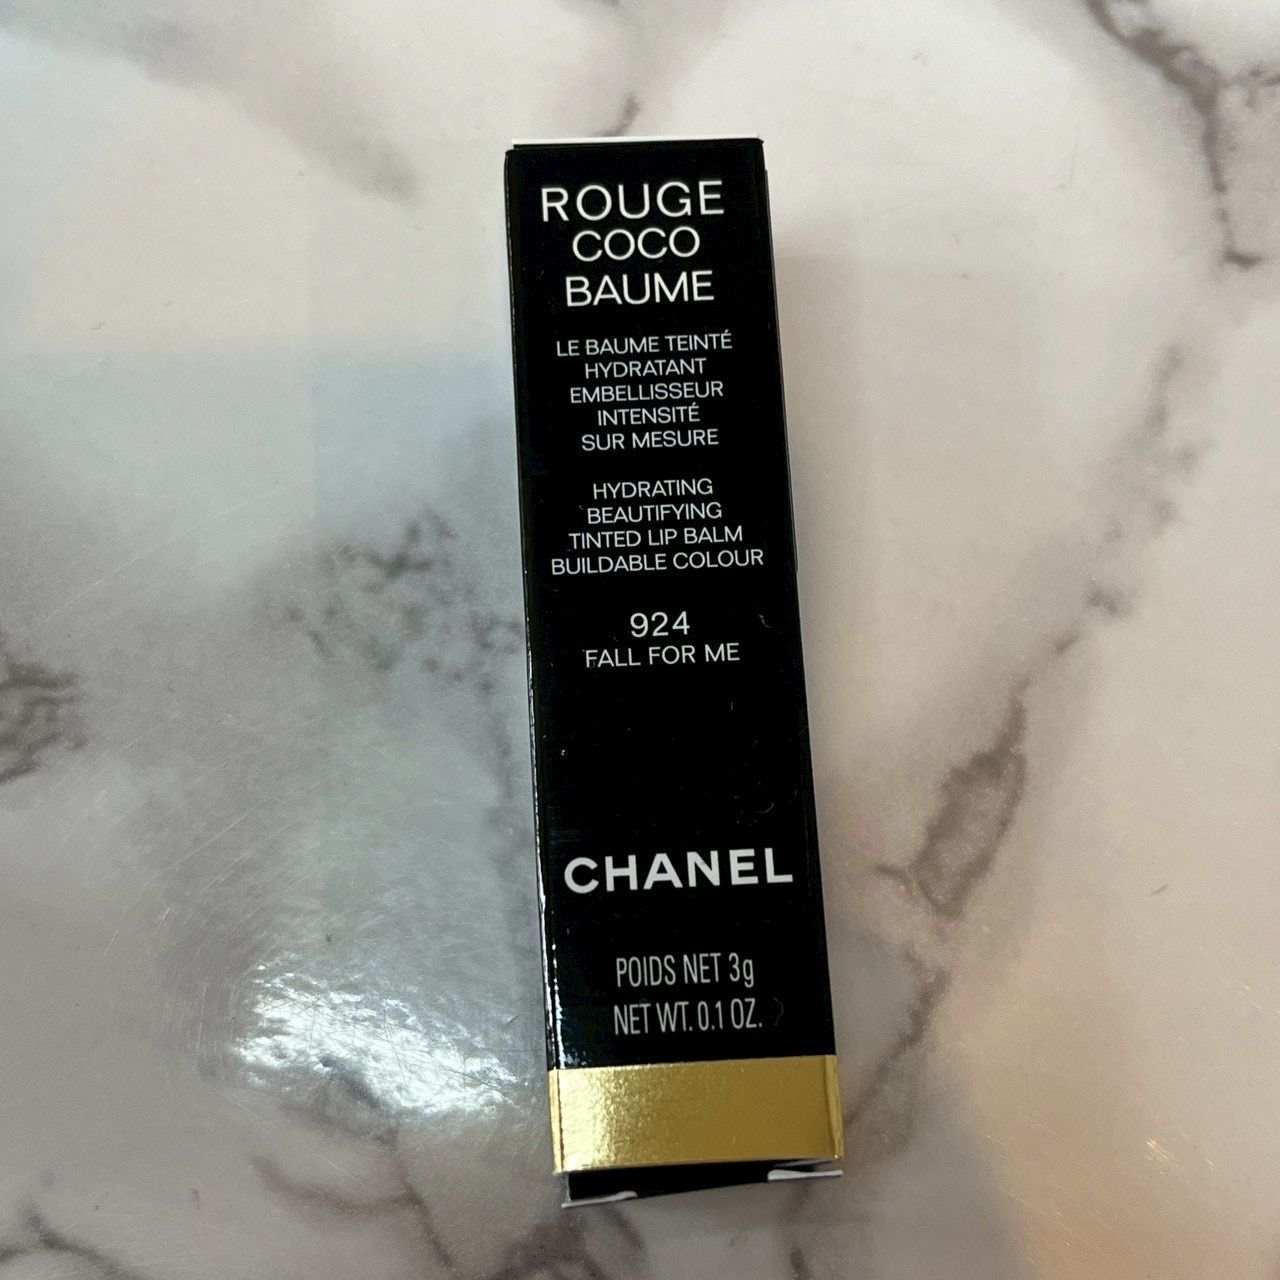 ROUGE
COCO
BAUME
LE BAUME TEINTÉ
HYDRATANT
EMBELLISSEUR
INTENSITÉ
SUR MESURE
HYDRATING
BEAUTIFYING
TINTED LIP BALM
BUILDABLE COLOUR
924
FALL FOR ME
CHANEL
POIDS NET 3g
NET WT. 0.1 OZ.